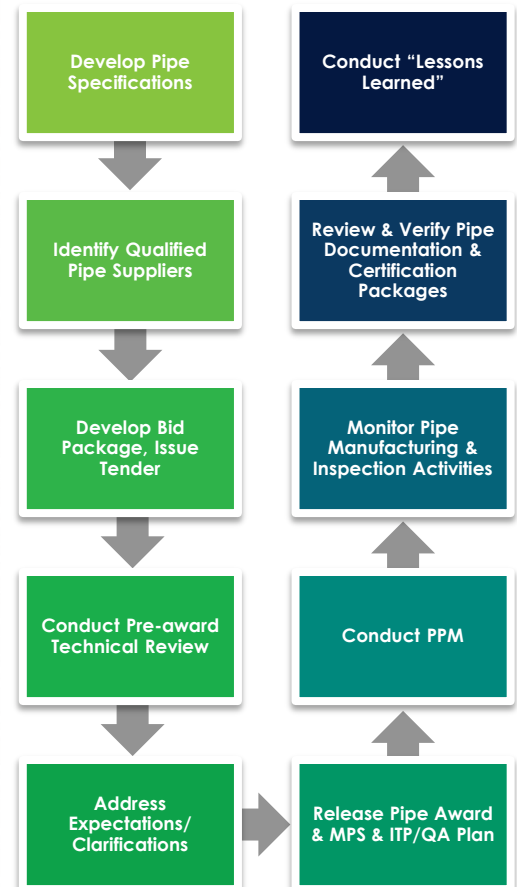 Develop Pipe
Specifications
Identify Qualified
Pipe Suppliers
Develop Bid
Package, Issue
Tender
Conduct Pre-award
Technical Review
Address
Expectations/
Clarifications
Release Pipe Award
& MPS & ITP/QA Plan
Conduct PPM
Monitor Pipe
Manufacturing &
Inspection Activities
Review & Verify Pipe
Documentation &
Certification
Packages
Conduct “Lessons
Learned”